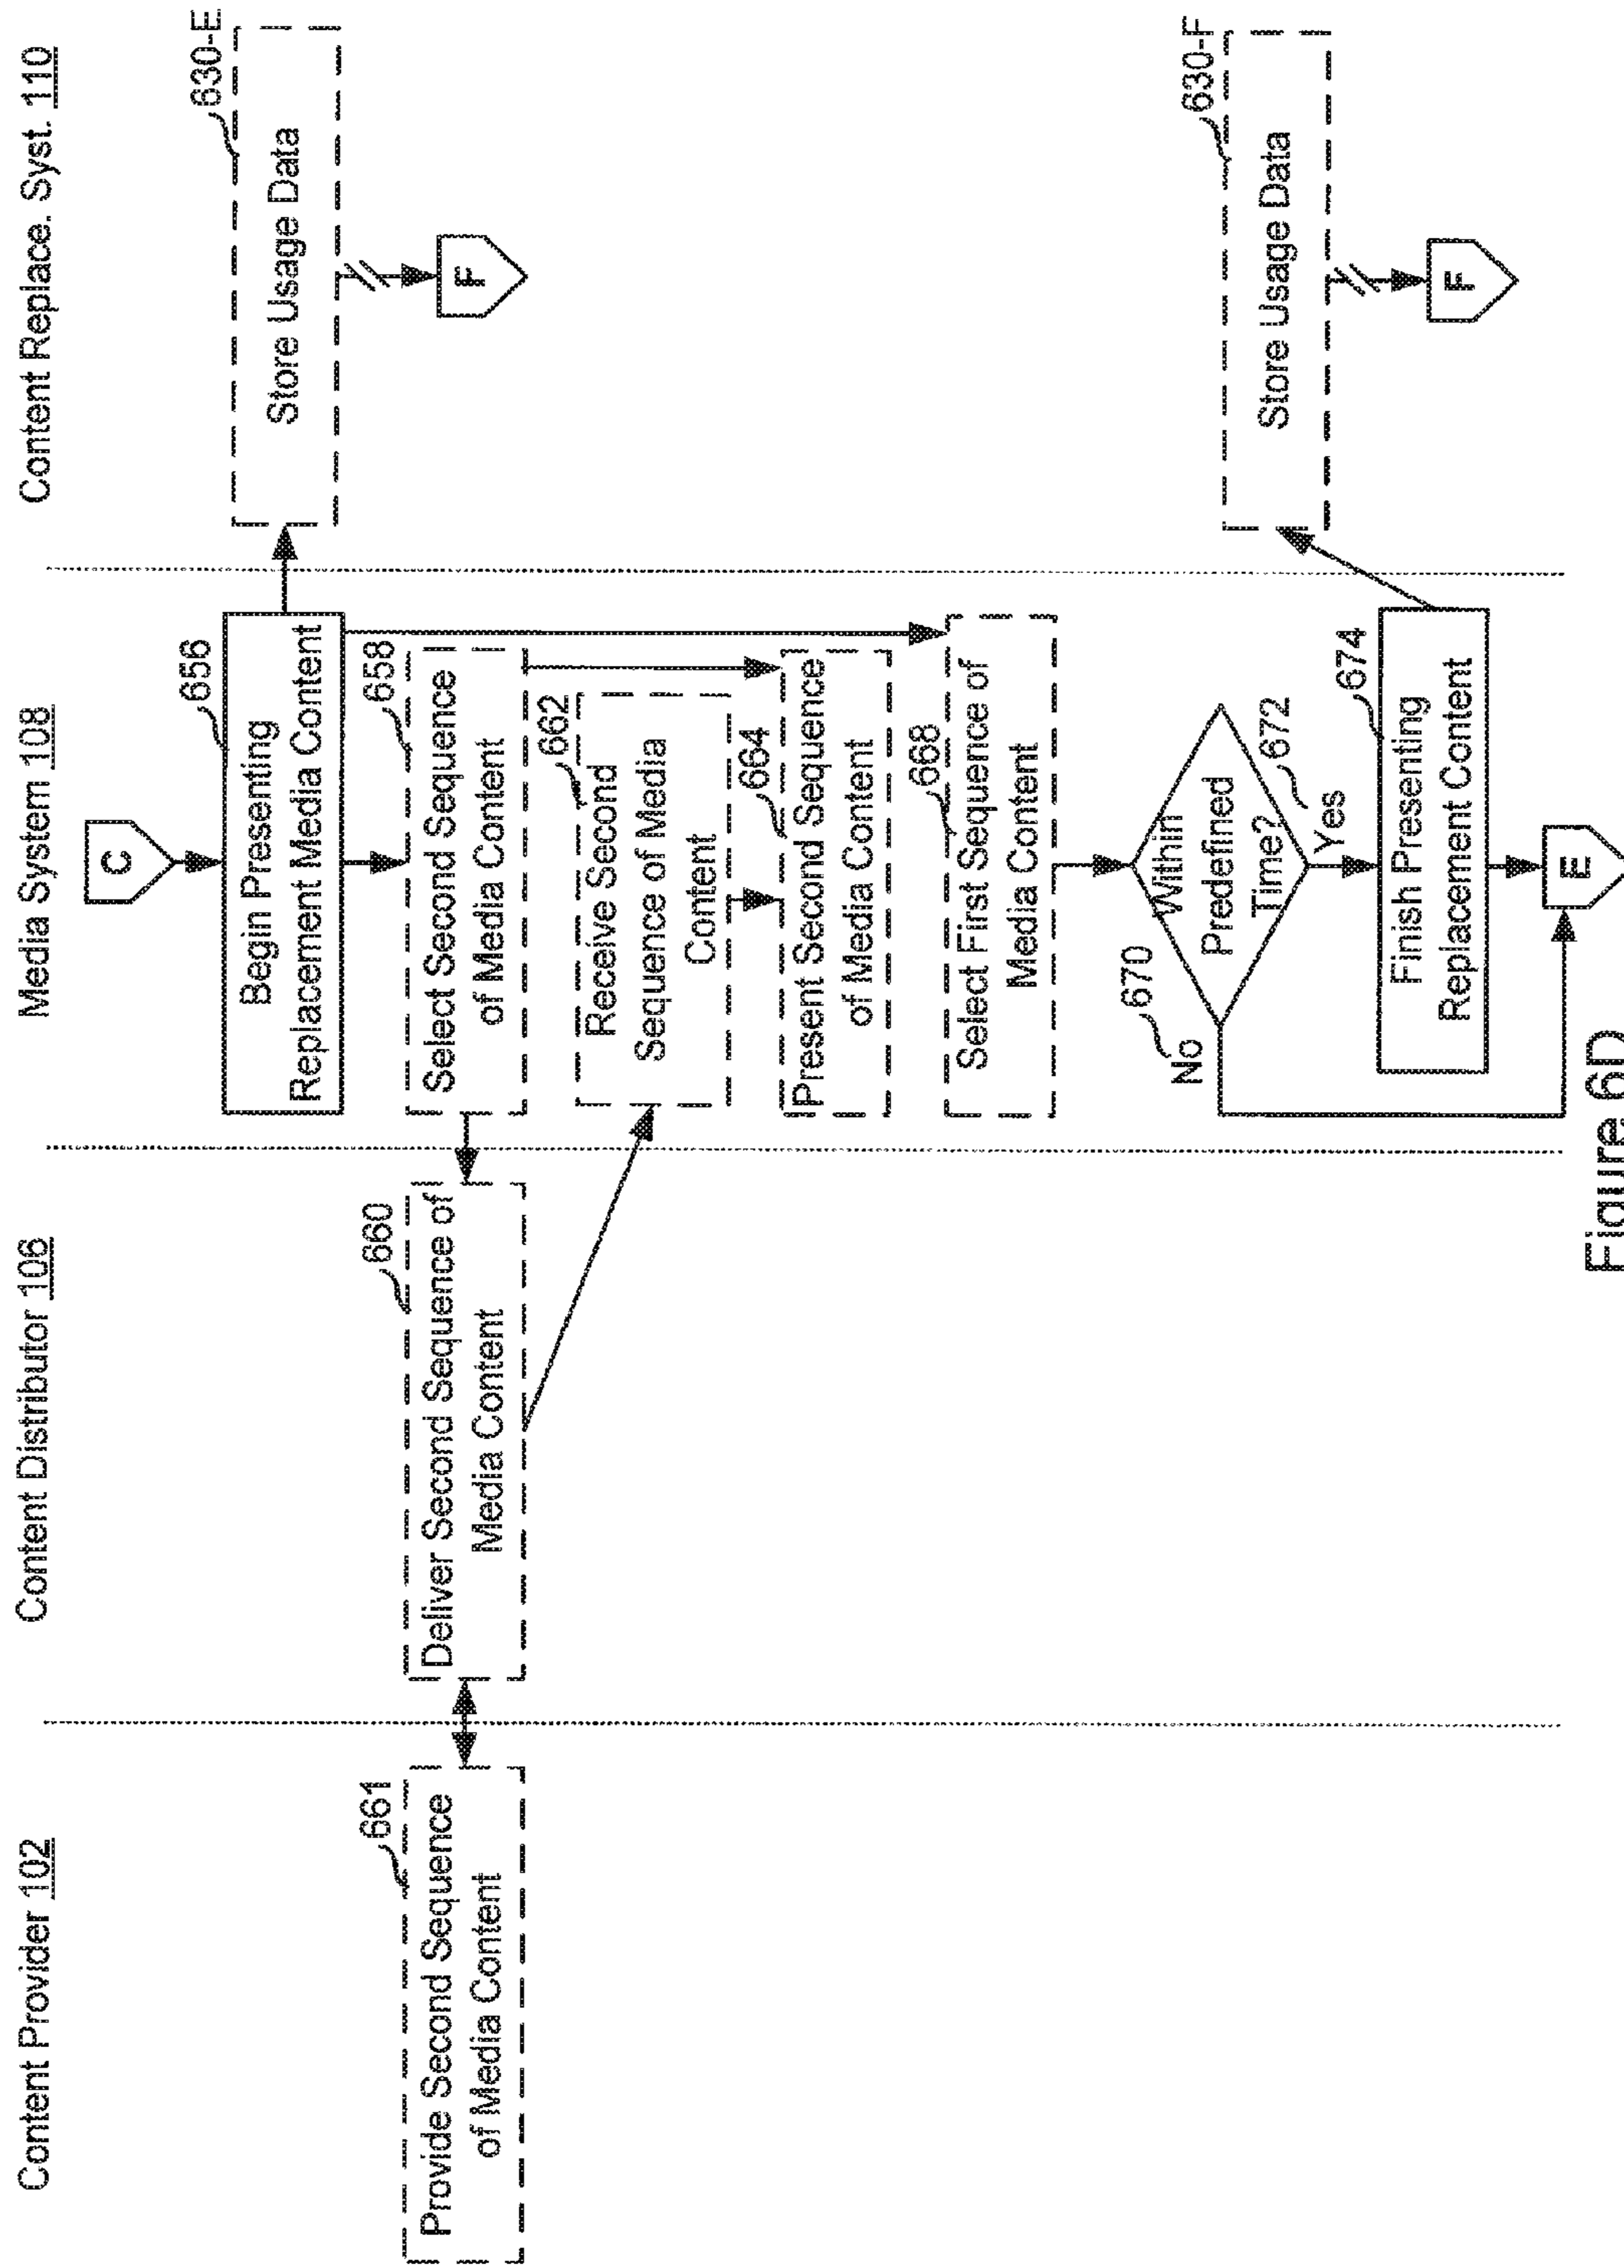 Content Provider 102
Content Distributor 106
Media System 108
Content Replace. Syst. 110
C
656
Begin Presenting
Replacement Media Content
630-E
Store Usage Data
F
661
Provide Second Sequence
of Media Content
660
Deliver Second Sequence of
Media Content
658
Select Second Sequence
of Media Content
662
Receive Second
Sequence of Media
Content
664
Present Second Sequence
of Media Content
668
Select First Sequence of
Media Content
Within
Predefined
Time?
670
No
672
Yes
674
Finish Presenting
Replacement Content
630-F
Store Usage Data
F
E
Figure 6D